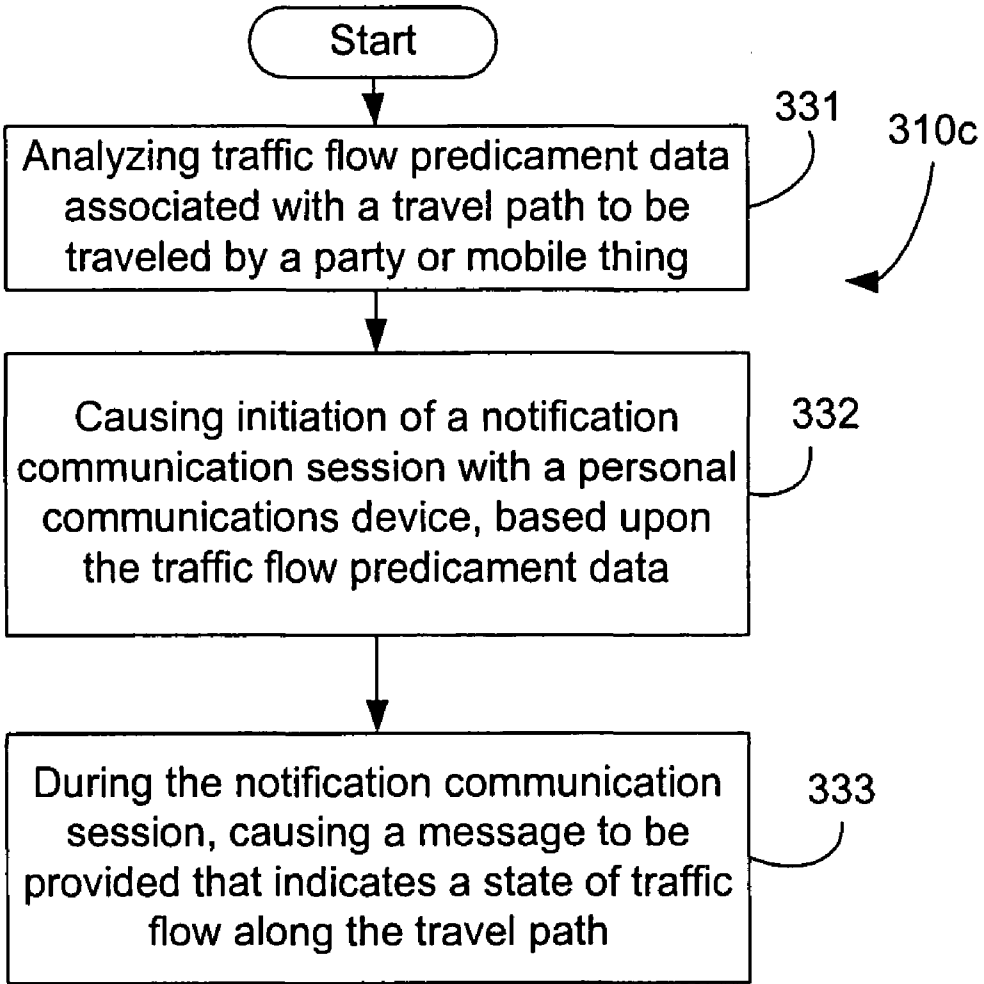 Start
331
310c
Analyzing traffic flow predicament data
associated with a travel path to be
traveled by a party or mobile thing
332
Causing initiation of a notification
communication session with a personal
communications device, based upon
the traffic flow predicament data
333
During the notification communication
session, causing a message to be
provided that indicates a state of traffic
flow along the travel path